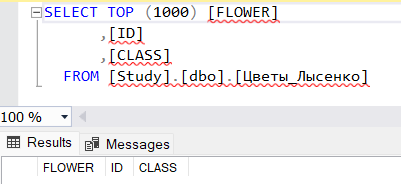 SELECT TOP (1000) [FLOWER]
,[ID]
,[CLASS]
FROM [Study].[dbo].[Цветы_Лысенко]
100 %
Results Messages
FLOWER ID CLASS